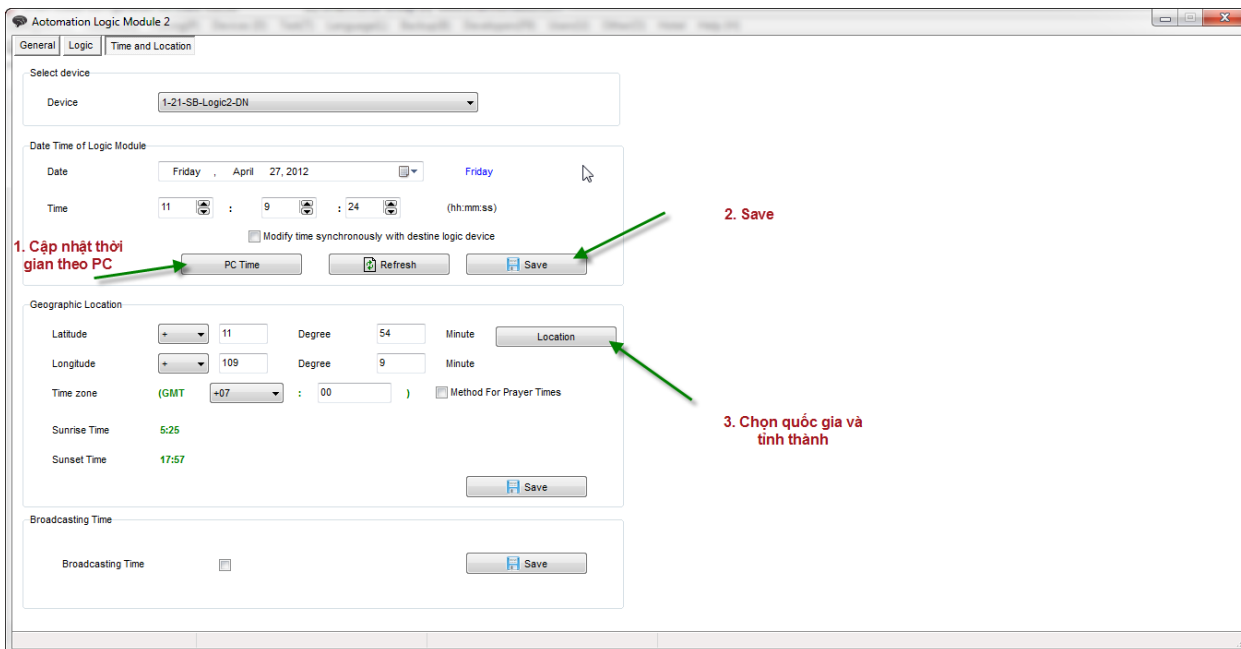 Aotomation Logic Module 2
General Logic Time and Location
Select device
Device 1-21-SB-Logic2-DN
Date Time of Logic Module
Date Friday , April 27, 2012 Friday
Time 11 : 9 : 24 (hh:mm:ss)
2. Save
Modify time synchronously with destine logic device
1. Cập nhật thời
gian theo PC
PC Time Refresh Save
Geographic Location
Latitude + 11 Degree 54 Minute Location
Longitude + 109 Degree 9 Minute
Time zone (GMT +07 : 00 ) Method For Prayer Times
3. Chọn quốc gia và
tỉnh thành
Sunrise Time 5:25
Sunset Time 17:57
Save
Broadcasting Time
Broadcasting Time Save